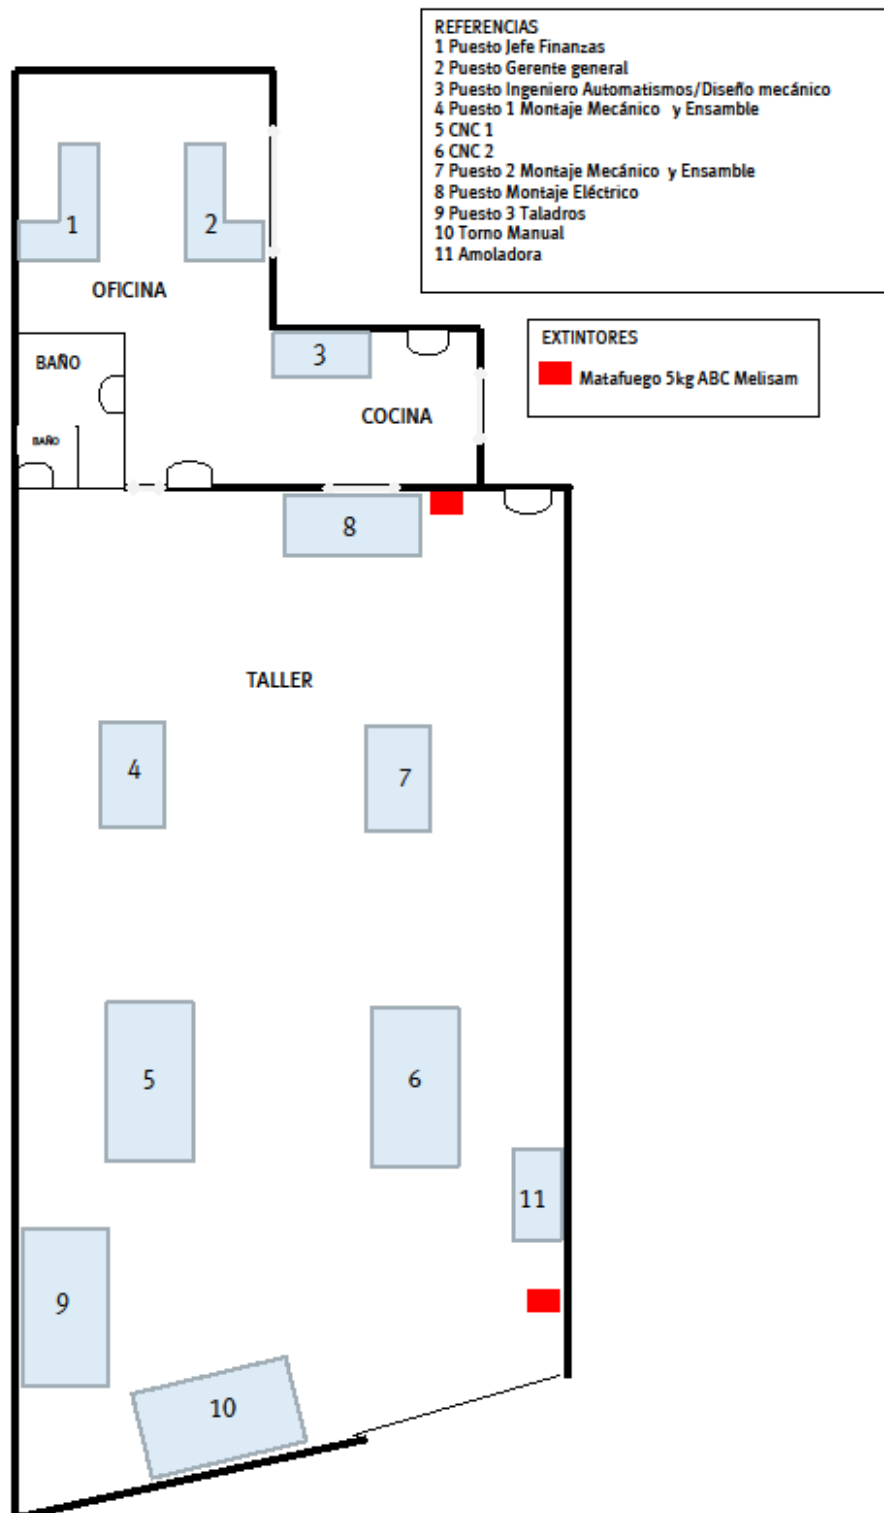 REFERENCIAS
1 Puesto Jefe Finanzas
2 Puesto Gerente general
3 Puesto Ingeniero Automatismos/Diseño mecánico
4 Puesto 1 Montaje Mecánico y Ensamble
5 CNC 1
6 CNC 2
7 Puesto 2 Montaje Mecánico y Ensamble
8 Puesto Montaje Eléctrico
9 Puesto 3 Taladros
10 Torno Manual
11 Amoladora
1
2
OFICINA
EXTINTORES
Matafuego 5kg ABC Melisam
3
BAÑO
COCINA
BAÑO
8
TALLER
4
7
5
6
11
9
10